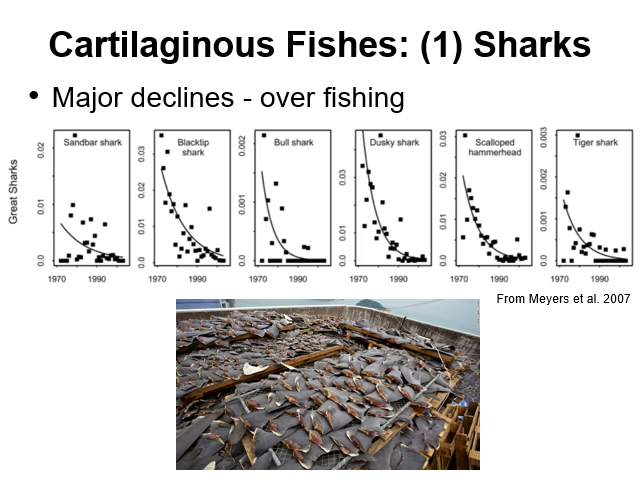 Cartilaginous Fishes: (1) Sharks
• Major declines - over fishing
Great Sharks
Sandbar shark
0.02
0.01
0.0
1970 1990
Blacktip
shark
0.03
0.02
0.01
0.0
1970 1990
Bull shark
0.002
0.001
0.0
1970 1990
Dusky shark
0.03
0.01
0.0
1970 1990
Scalloped
hammerhead
0.03
0.02
0.01
0.0
1970 1990
Tiger shark
0.003
0.002
0.001
0.0
1970 1990
From Meyers et al. 2007